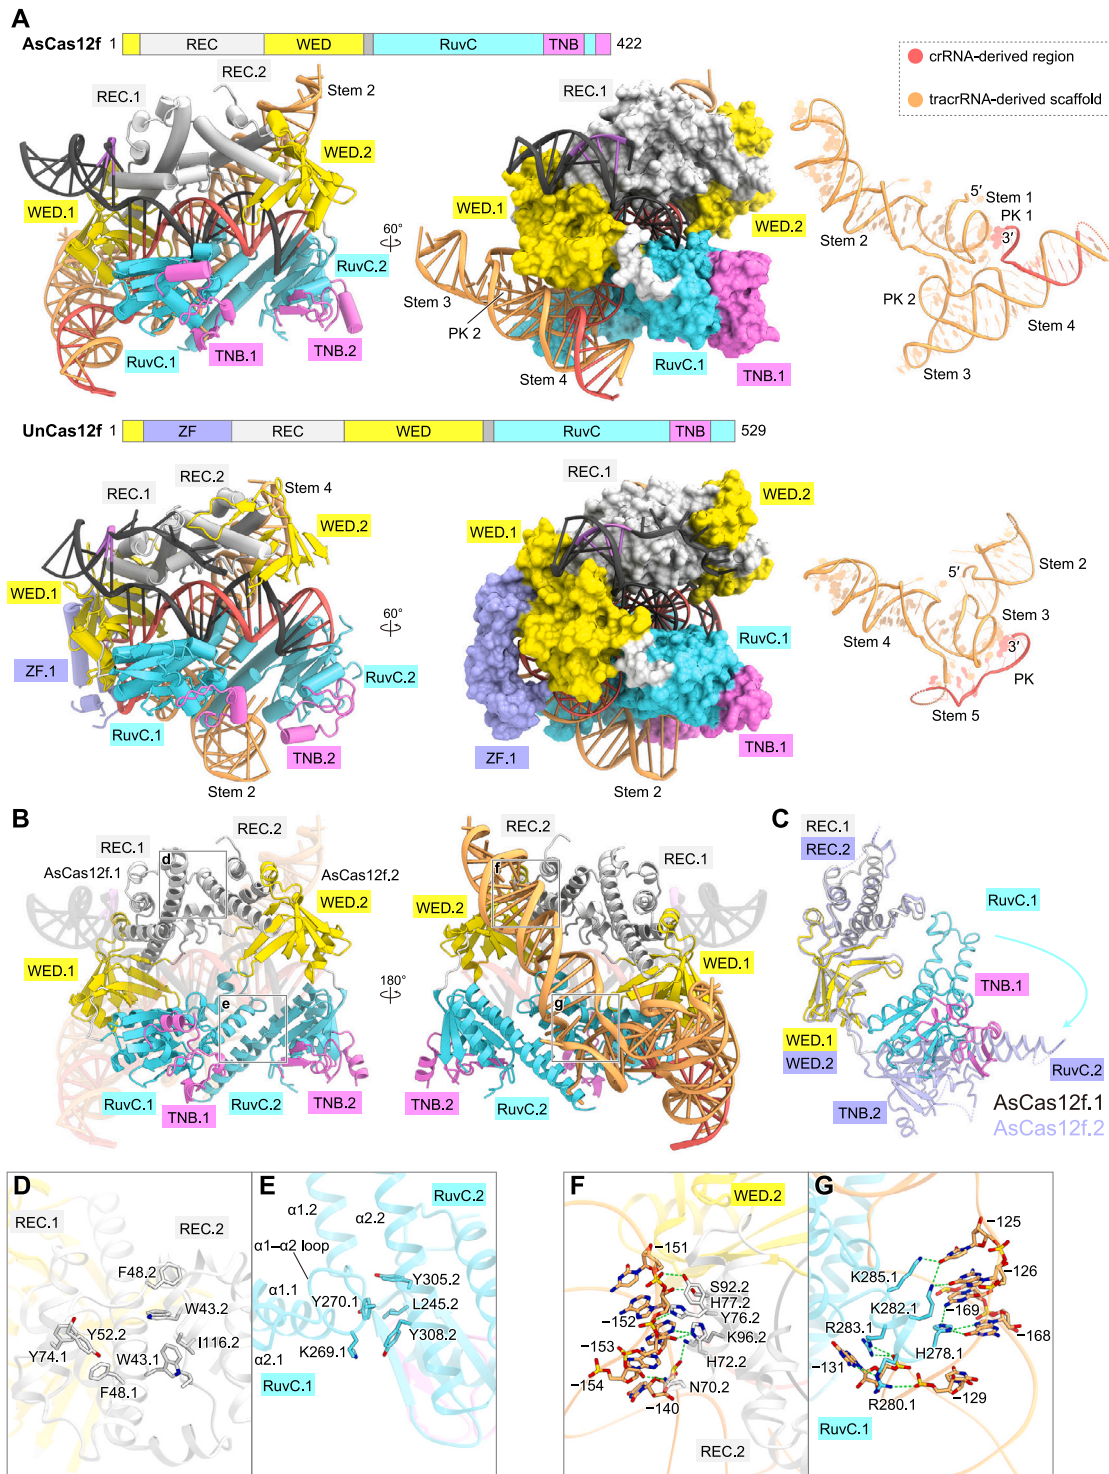 A
AsCas12f 1 REC WED RuvC TNB 422
crRNA-derived region
tracrRNA-derived scaffold
REC.1
REC.2
Stem 2
WED.1
WED.2
RuvC.2
RuvC.1
TNB.1
TNB.2
60°
REC.1
WED.1
WED.2
Stem 3
PK 2
Stem 4
RuvC.1
TNB.1
5′
Stem 1
PK 1
3′
Stem 2
PK 2
Stem 4
Stem 3
UnCas12f 1 ZF REC WED RuvC TNB 529
REC.1
REC.2
Stem 4
WED.2
WED.1
ZF.1
RuvC.2
RuvC.1
TNB.2
Stem 2
60°
REC.1
WED.2
WED.1
RuvC.1
ZF.1
TNB.1
Stem 2
5′
Stem 2
Stem 3
Stem 4
3′
PK
Stem 5
B
REC.2
REC.1
d
AsCas12f.1
AsCas12f.2
WED.2
WED.1
e
RuvC.1
TNB.1
RuvC.2
TNB.2
180°
REC.2
f
REC.1
WED.2
WED.1
g
TNB.2
RuvC.2
C
REC.1
REC.2
RuvC.1
TNB.1
WED.1
WED.2
RuvC.2
TNB.2
AsCas12f.1
AsCas12f.2
D
REC.1
REC.2
F48.2
W43.2
Y52.2
I116.2
Y74.1
W43.1
F48.1
E
RuvC.2
α1.2
α2.2
α1–α2 loop
α1.1
Y305.2
Y270.1
L245.2
Y308.2
K269.1
α2.1
RuvC.1
F
WED.2
−151
S92.2
H77.2
Y76.2
−152
K96.2
−153
H72.2
−154
N70.2
−140
REC.2
G
−125
K285.1
−126
K282.1
−169
R283.1
−168
H278.1
−131
R280.1
−129
RuvC.1